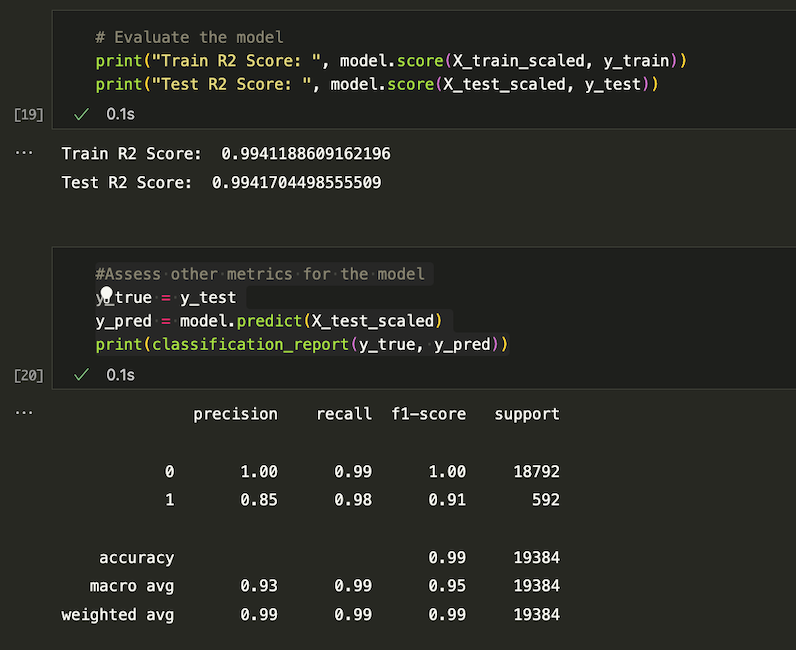 # Evaluate the model
print("Train R2 Score: ", model.score(X_train_scaled, y_train))
print("Test R2 Score: ", model.score(X_test_scaled, y_test))
[19] 0.1s
... Train R2 Score:  0.9941188609162196
Test R2 Score:  0.9941704498555509
#Assess other metrics for the model
y_true = y_test
y_pred = model.predict(X_test_scaled)
print(classification_report(y_true, y_pred))
[20] 0.1s
... precision recall f1-score support
0 1.00 0.99 1.00 18792
1 0.85 0.98 0.91 592
accuracy 0.99 19384
macro avg 0.93 0.99 0.95 19384
weighted avg 0.99 0.99 0.99 19384